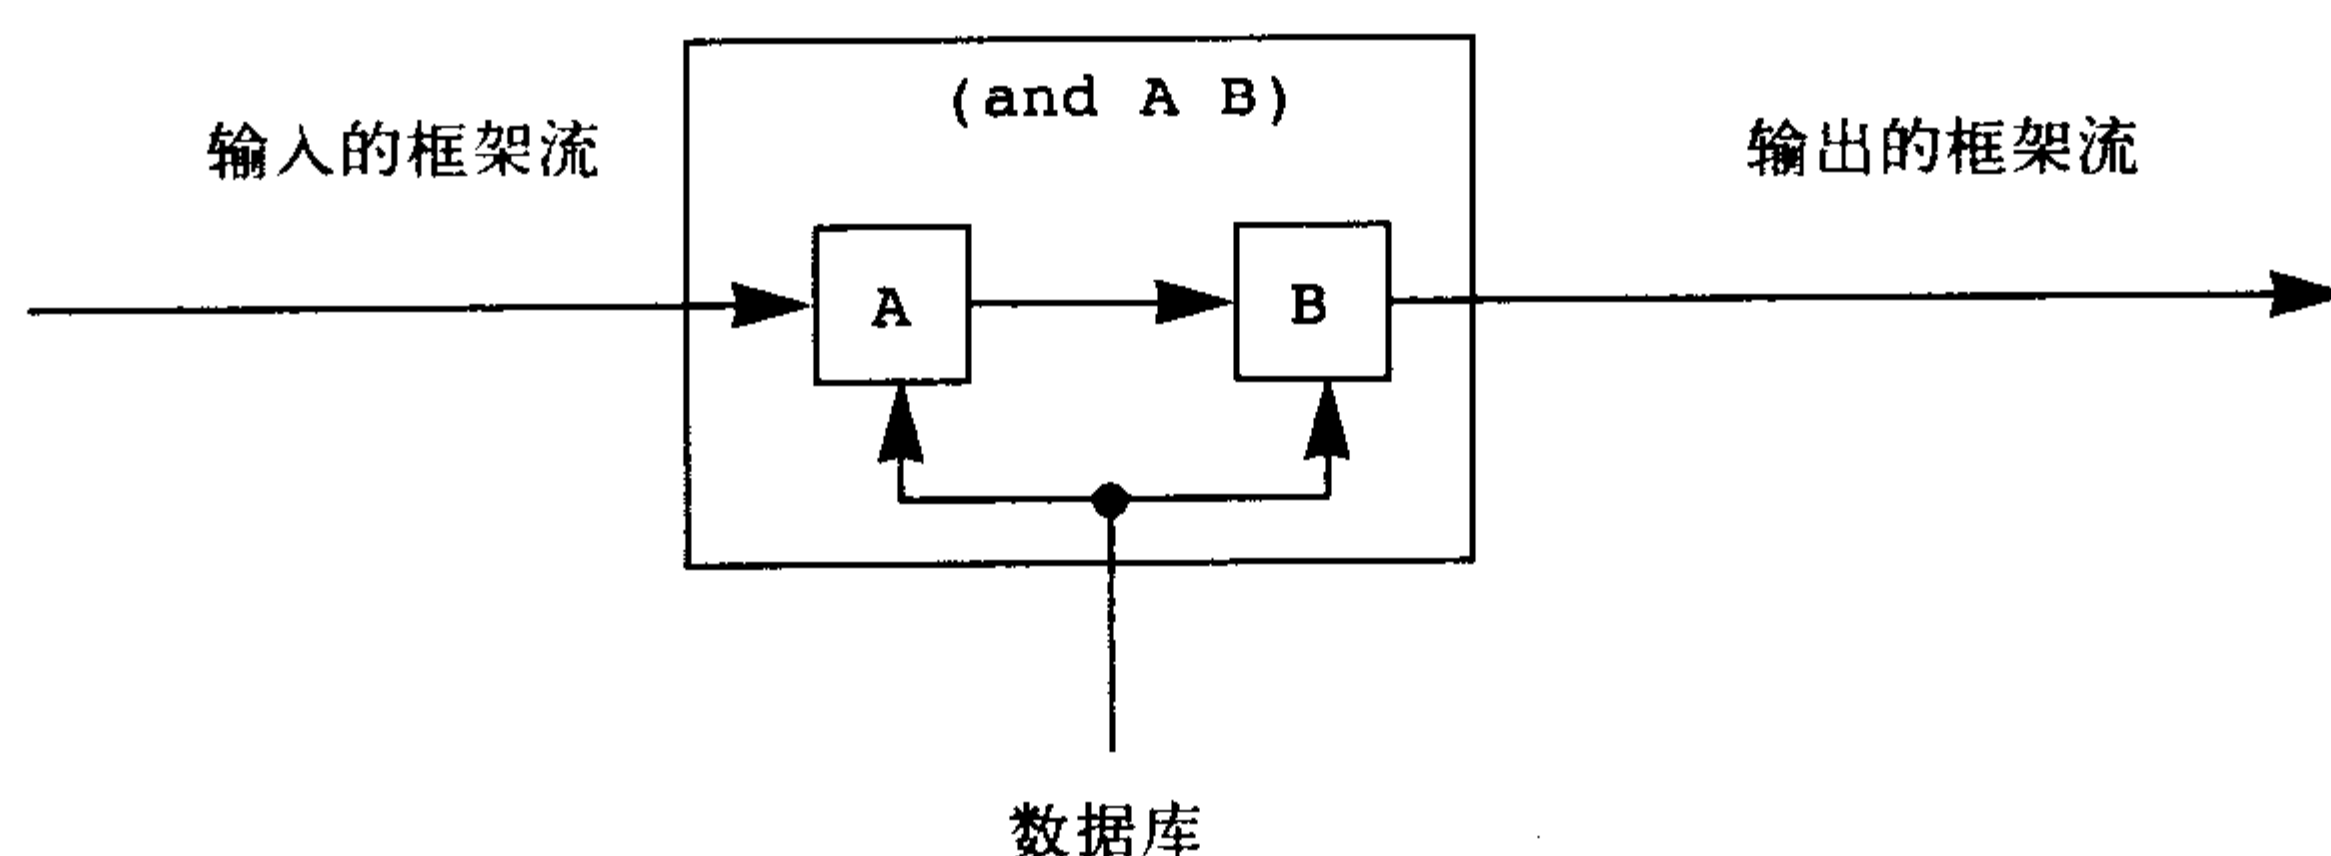 (and A B)
输入的框架流
输出的框架流
A
B
数据库